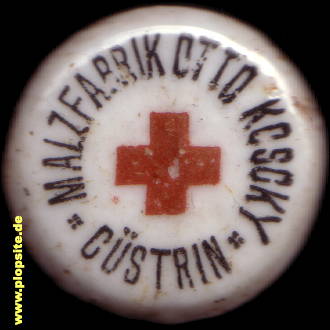 MALZFABRIK OTTO KOSCKY
" CÜSTRIN "
www.plopsite.de